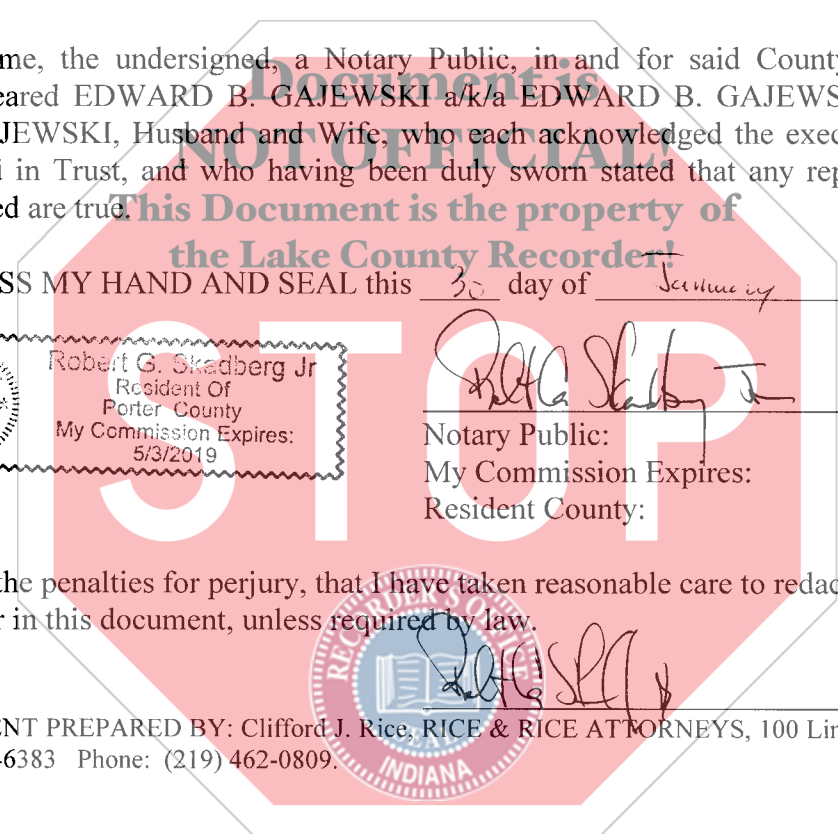 me, the undersigned, a Notary Public, in and for said County
eared EDWARD B. GAJEWSKI a/k/a EDWARD B. GAJEWS
JEWSKI, Husband and Wife, who each acknowledged the exec
i in Trust, and who having been duly sworn stated that any rep
ed are true.
Document is
NOT OFFICIAL!
This Document is the property of
the Lake County Recorder!
SS MY HAND AND SEAL this 30 day of January
STOP
Robert G. Skadberg Jr
Resident Of
Porter County
My Commission Expires:
5/3/2019
Notary Public:
My Commission Expires:
Resident County:
the penalties for perjury, that I have taken reasonable care to redac
r in this document, unless required by law.
RECORDER'S OFFICE
SEAL
INDIANA
ENT PREPARED BY: Clifford J. Rice, RICE & RICE ATTORNEYS, 100 Lin
-6383 Phone: (219) 462-0809.